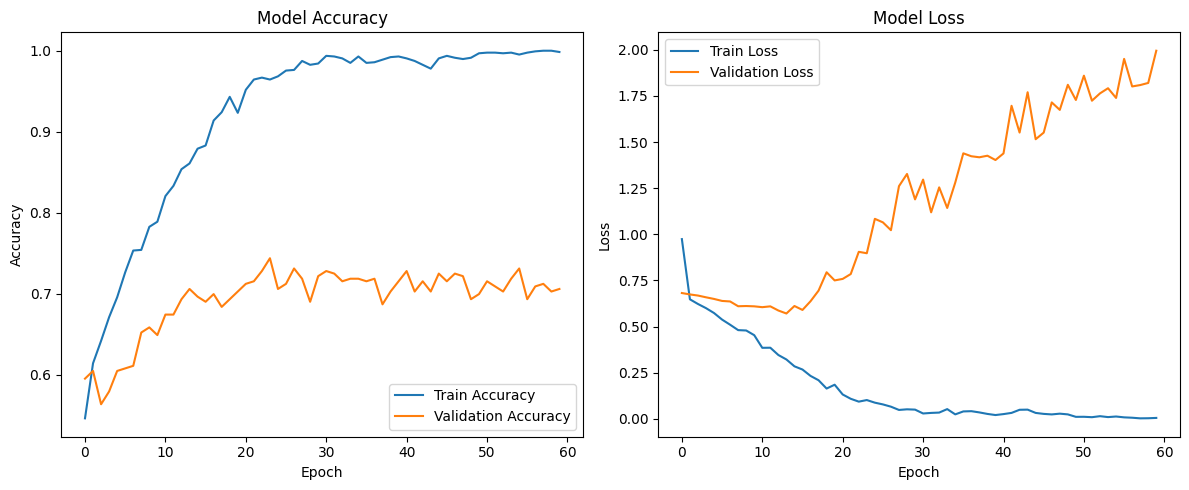 Model Accuracy
Accuracy
1.0
0.9
0.8
0.7
0.6
0
10
20
30
40
50
60
Epoch
Train Accuracy
Validation Accuracy
Model Loss
Loss
2.00
1.75
1.50
1.25
1.00
0.75
0.50
0.25
0.00
0
10
20
30
40
50
60
Epoch
Train Loss
Validation Loss